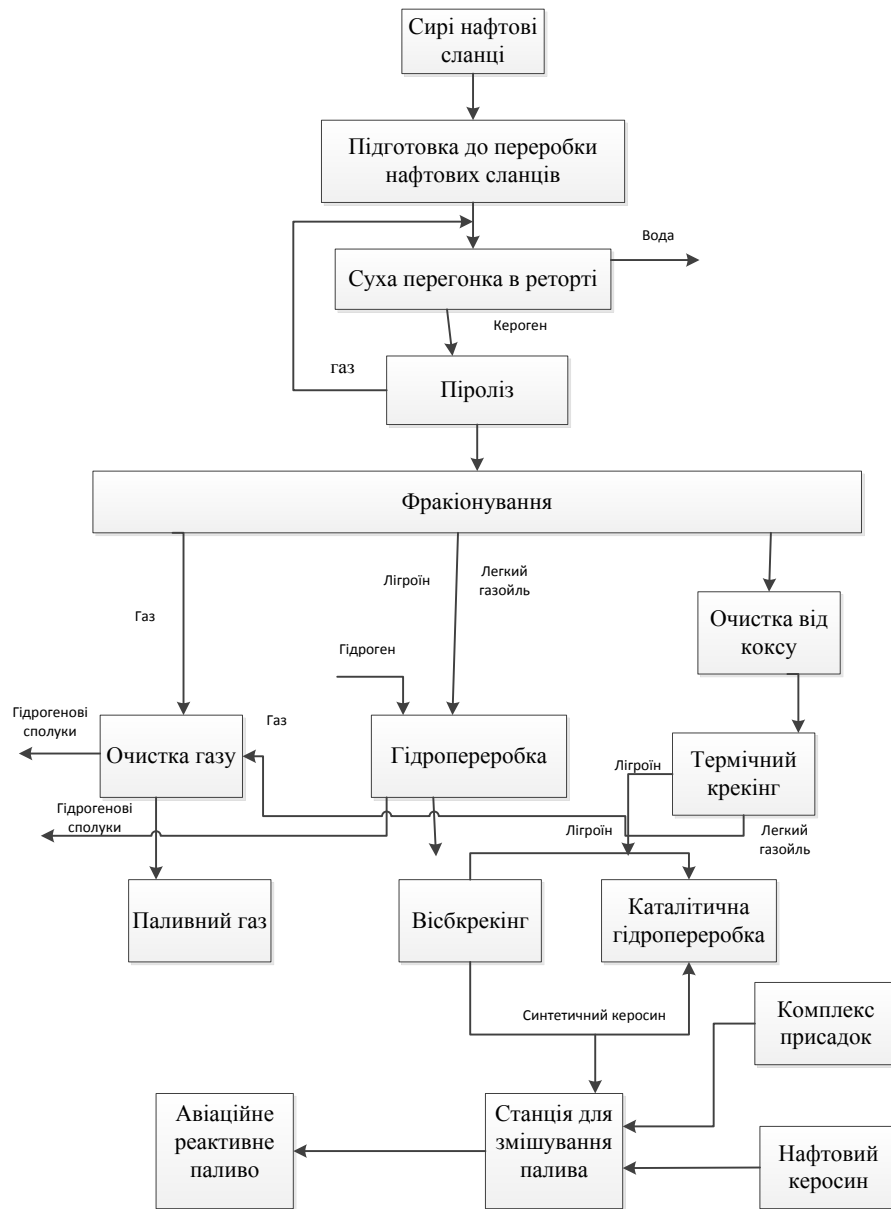 Сирі нафтові
сланці
Підготовка до переробки
нафтових сланців
Вода
Суха перегонка в реторті
Кероген
газ
Піроліз
Фракіонування
Лігроїн
Легкий
газойль
Газ
Очистка від
коксу
Гідроген
Гідрогенові
сполуки
Газ
Очистка газу
Гідропереробка
Лігроїн
Термічний
крекінг
Гідрогенові
сполуки
Лігроїн
Легкий
газойль
Паливний газ
Вісбкрекінг
Каталітична
гідропереробка
Синтетичний керосин
Комплекс
присадок
Авіаційне
реактивне
паливо
Станція для
змішування
палива
Нафтовий
керосин